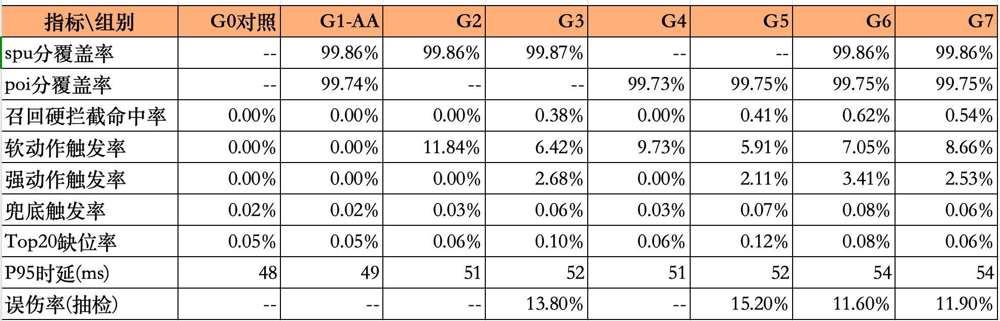 指标\组别 G0对照 G1-AA G2 G3 G4 G5 G6 G7
spu分覆盖率 -- 99.86% 99.86% 99.87% -- -- 99.86% 99.86%
poi分覆盖率 -- 99.74% -- -- 99.73% 99.75% 99.75% 99.75%
召回硬拦截命中率 0.00% 0.00% 0.00% 0.38% 0.00% 0.41% 0.62% 0.54%
软动作触发率 0.00% 0.00% 11.84% 6.42% 9.73% 5.91% 7.05% 8.66%
强动作触发率 0.00% 0.00% 0.00% 2.68% 0.00% 2.11% 3.41% 2.53%
兜底触发率 0.02% 0.02% 0.03% 0.06% 0.03% 0.07% 0.08% 0.06%
Top20缺位率 0.05% 0.05% 0.06% 0.10% 0.06% 0.12% 0.08% 0.06%
P95时延(ms) 48 49 51 52 51 52 54 54
误伤率(抽检) -- -- -- 13.80% -- 15.20% 11.60% 11.90%